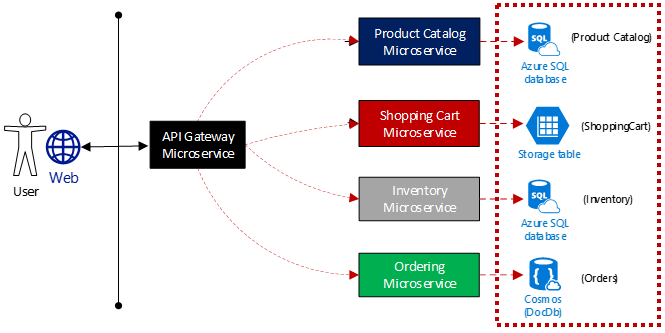 User
Web
API Gateway
Microservice
Product Catalog
Microservice
SQL
Azure SQL
database
(Product Catalog)
Shopping Cart
Microservice
Storage table
(ShoppingCart)
Inventory
Microservice
SQL
Azure SQL
database
(Inventory)
Ordering
Microservice
{ }
Cosmos
(DocDb)
(Orders)